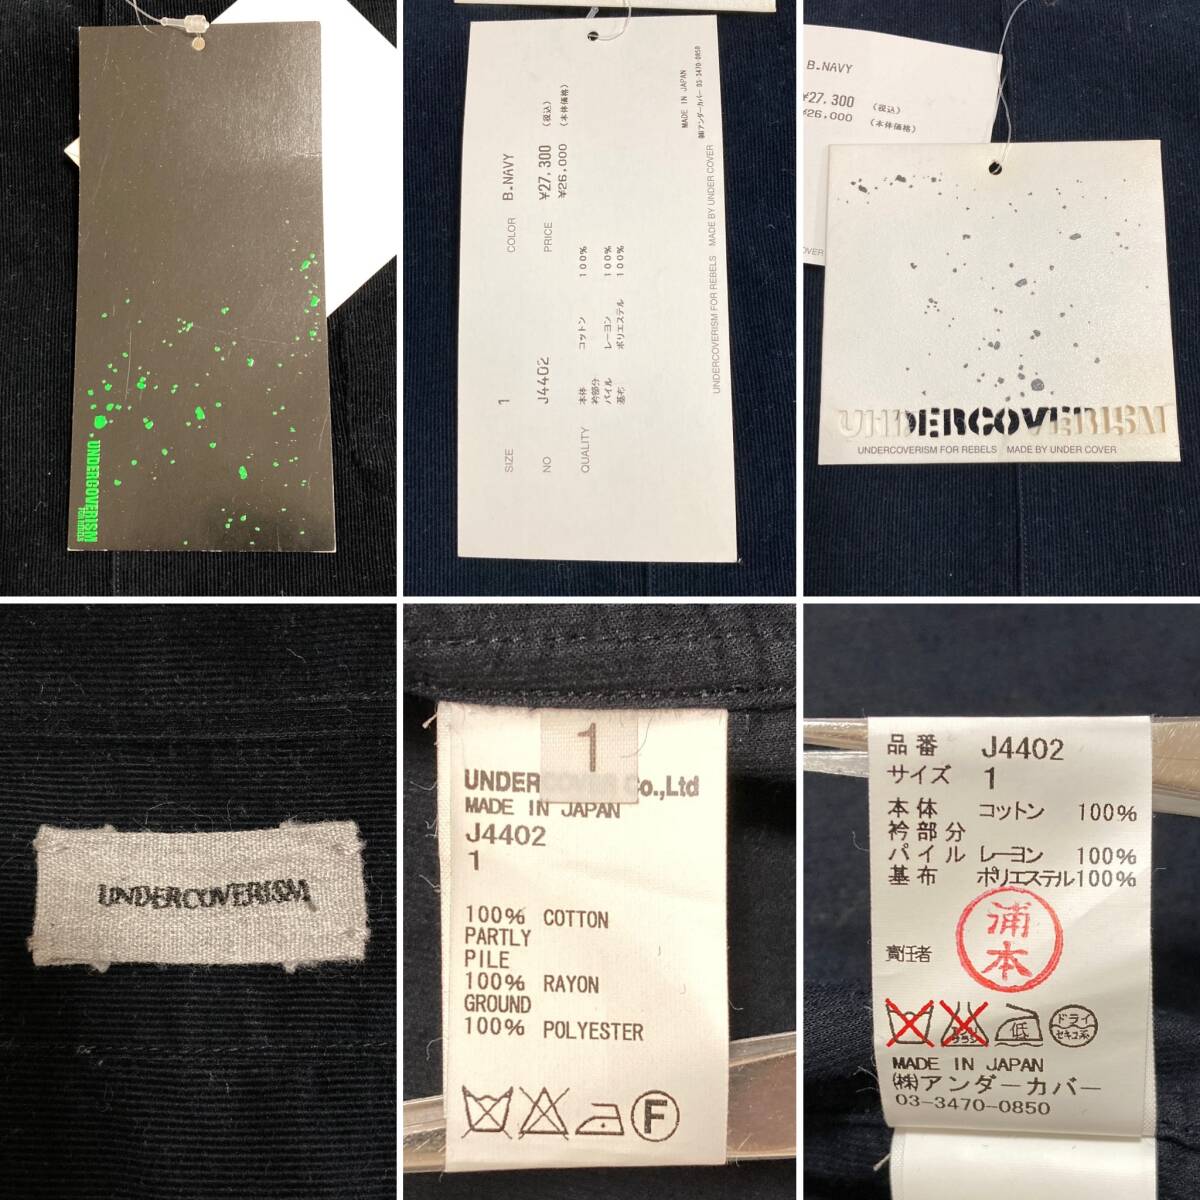 UNDERCOVERISM
FOR REBELS
SIZE 1 COLOR B.NAVY
NO J4402 PRICE ¥27,300 (税込)
¥26,000 (本体価格)
QUALITY 本体 コットン 100%
衿部分
パイル レーヨン 100%
基布 ポリエステル 100%
MADE IN JAPAN
㈱アンダーカバー 03-3470-0850
UNDERCOVERISM FOR REBELS MADE BY UNDER COVER
B.NAVY
¥27,300 (税込)
¥26,000 (本体価格)
OVER
UNDERCOVERISM
UNDERCOVERISM FOR REBELS MADE BY UNDER COVER
UNDERCOVERISM
1
UNDERCOVER Co.,Ltd
MADE IN JAPAN
J4402
1
100% COTTON
PARTLY
PILE
100% RAYON
GROUND
100% POLYESTER
F
品番 J4402
サイズ 1
本体 コットン 100%
衿部分
パイル レーヨン 100%
基布 ポリエステル100%
責任者 浦本
低 ドライ セキユ系
MADE IN JAPAN
㈱アンダーカバー
03-3470-0850